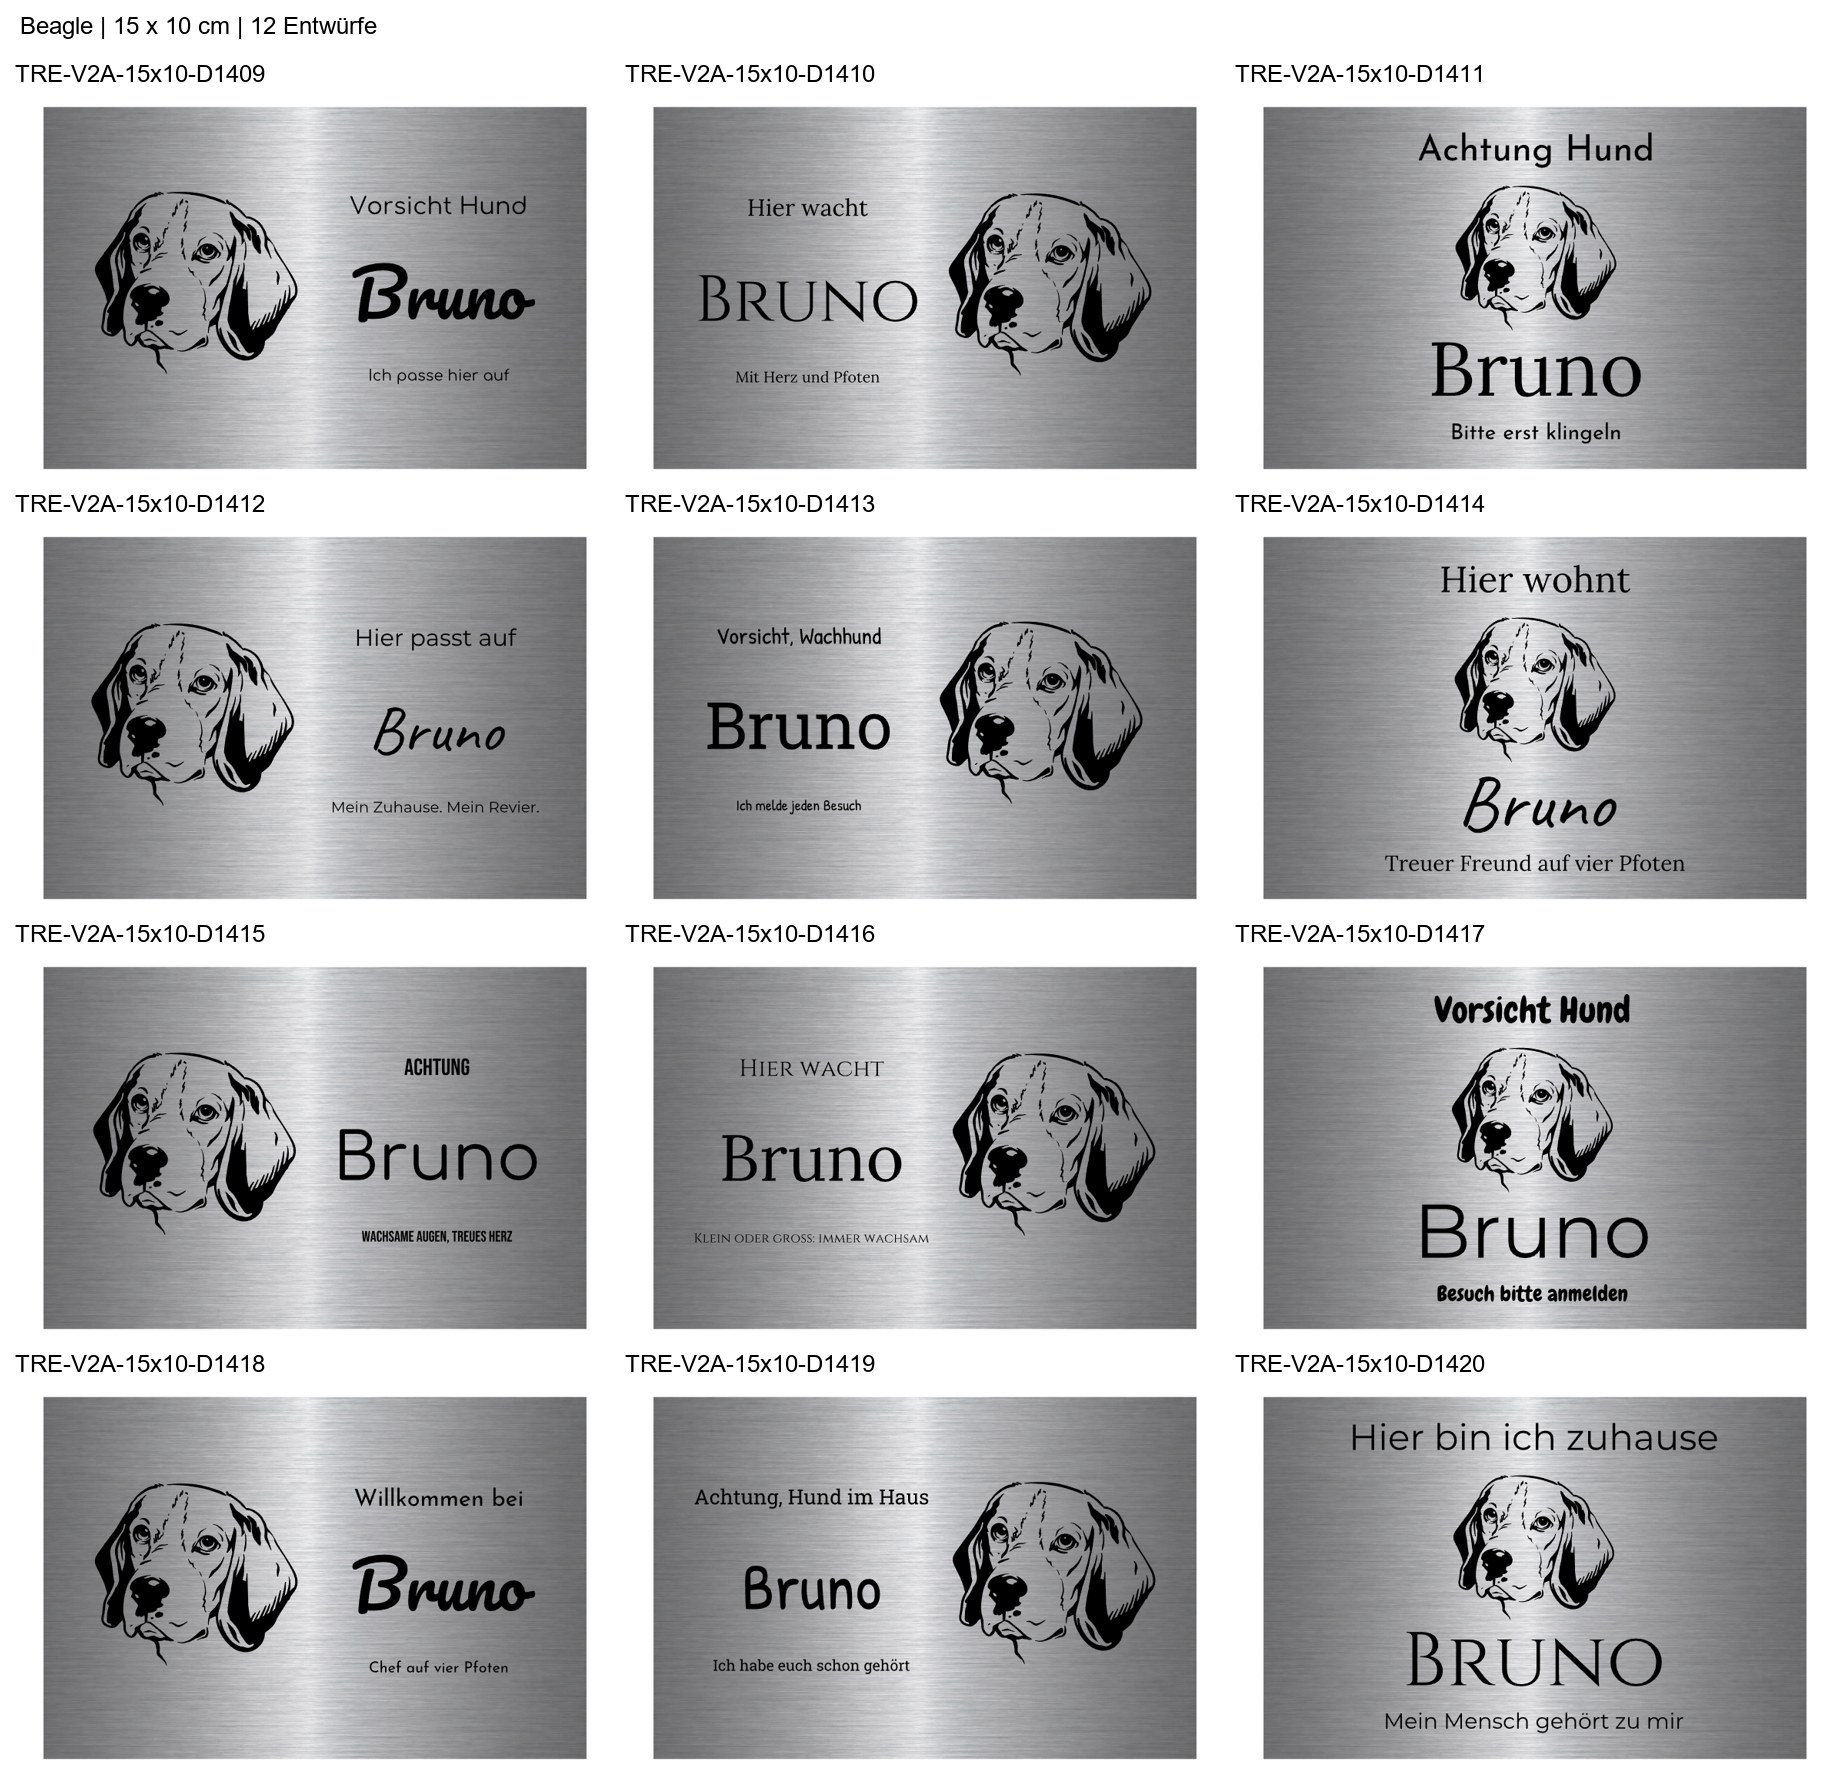 Beagle | 15 x 10 cm | 12 Entwürfe
TRE-V2A-15x10-D1409
Vorsicht Hund
Bruno
Ich passe hier auf
TRE-V2A-15x10-D1410
Hier wacht
BRUNO
Mit Herz und Pfoten
TRE-V2A-15x10-D1411
Achtung Hund
Bruno
Bitte erst klingeln
TRE-V2A-15x10-D1412
Hier passt auf
Bruno
Mein Zuhause. Mein Revier.
TRE-V2A-15x10-D1413
Vorsicht, Wachhund
Bruno
Ich melde jeden Besuch
TRE-V2A-15x10-D1414
Hier wohnt
Bruno
Treuer Freund auf vier Pfoten
TRE-V2A-15x10-D1415
ACHTUNG
Bruno
WACHSAME AUGEN, TREUES HERZ
TRE-V2A-15x10-D1416
HIER WACHT
Bruno
KLEIN ODER GROSS: IMMER WACHSAM
TRE-V2A-15x10-D1417
Vorsicht Hund
Bruno
Besuch bitte anmelden
TRE-V2A-15x10-D1418
Willkommen bei
Bruno
Chef auf vier Pfoten
TRE-V2A-15x10-D1419
Achtung, Hund im Haus
Bruno
Ich habe euch schon gehört
TRE-V2A-15x10-D1420
Hier bin ich zuhause
BRUNO
Mein Mensch gehört zu mir